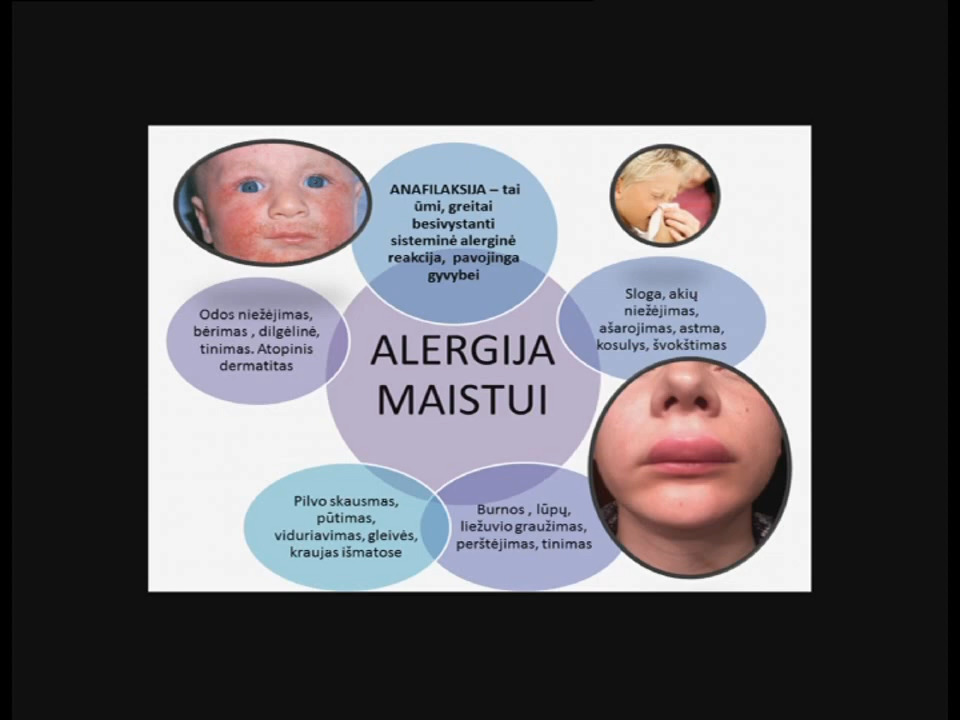 ANAFILAKSIJA – tai
ūmi, greitai
besivystanti
sisteminė alerginė
reakcija, pavojinga
gyvybei
Odos niežėjimas,
bėrimas , dilgėlinė,
tinimas. Atopinis
dermatitas
Sloga, akių
niežėjimas,
ašarojimas, astma,
kosulys, švokštimas
ALERGIJA
MAISTUI
Pilvo skausmas,
pūtimas,
viduriavimas, gleivės,
kraujas išmatose
Burnos , lūpų,
liežuvio graužimas,
perštėjimas, tinimas